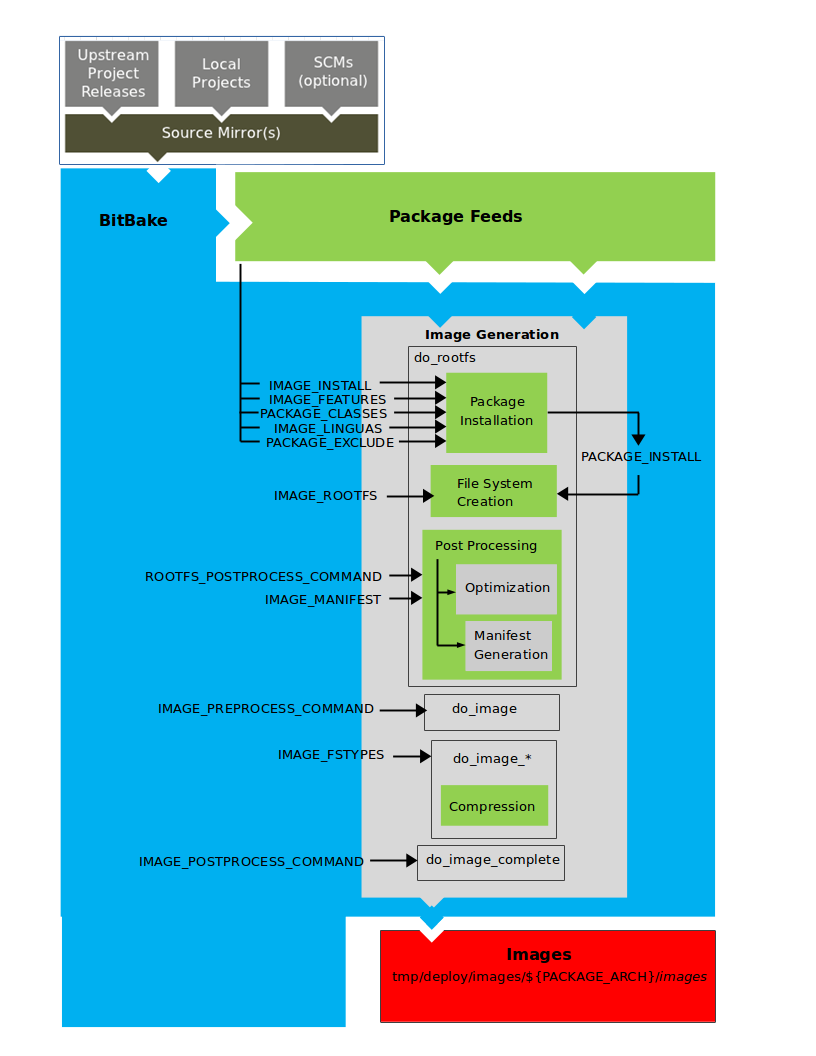 Upstream
Project
Releases
Local
Projects
SCMs
(optional)
Source Mirror(s)
BitBake
Package Feeds
Image Generation
do_rootfs
IMAGE_INSTALL
IMAGE_FEATURES
PACKAGE_CLASSES
IMAGE_LINGUAS
PACKAGE_EXCLUDE
Package
Installation
PACKAGE_INSTALL
IMAGE_ROOTFS
File System
Creation
Post Processing
ROOTFS_POSTPROCESS_COMMAND
IMAGE_MANIFEST
Optimization
Manifest
Generation
IMAGE_PREPROCESS_COMMAND
do_image
IMAGE_FSTYPES
do_image_*
Compression
IMAGE_POSTPROCESS_COMMAND
do_image_complete
Images
tmp/deploy/images/${PACKAGE_ARCH}/images